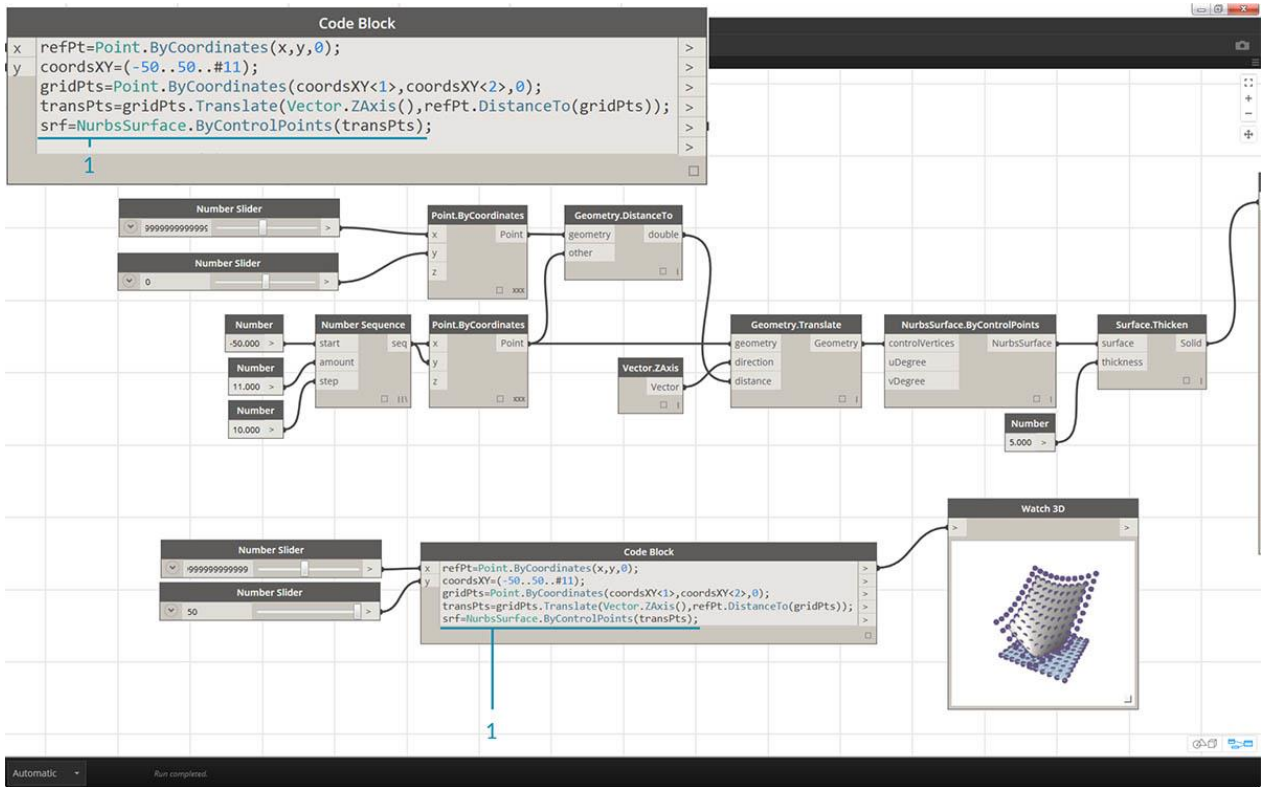 Code Block
x
y
refPt=Point.ByCoordinates(x,y,0);
coordsXY=(-50..50..#11);
gridPts=Point.ByCoordinates(coordsXY<1>,coordsXY<2>,0);
transPts=gridPts.Translate(Vector.ZAxis(),refPt.DistanceTo(gridPts));
srf=NurbsSurface.ByControlPoints(transPts);
>
>
>
>
>
>
1
Number Slider
9999999999999 >
Number Slider
0 >
Point.ByCoordinates
x Point
y
z
xxx
Geometry.DistanceTo
geometry double
other
Number
-50.000 >
Number
11.000 >
Number
10.000 >
Number Sequence
start seq
amount
step
Point.ByCoordinates
x Point
y
z
xxx
Vector.ZAxis
Vector
Geometry.Translate
geometry Geometry
direction
distance
NurbsSurface.ByControlPoints
controlVertices NurbsSurface
uDegree
vDegree
Surface.Thicken
surface Solid
thickness
Number
5.000 >
Number Slider
999999999999 >
Number Slider
50 >
Code Block
x
y
refPt=Point.ByCoordinates(x,y,0);
coordsXY=(-50..50..#11);
gridPts=Point.ByCoordinates(coordsXY<1>,coordsXY<2>,0);
transPts=gridPts.Translate(Vector.ZAxis(),refPt.DistanceTo(gridPts));
srf=NurbsSurface.ByControlPoints(transPts);
>
>
>
>
>
1
Watch 3D
> >
Automatic
Run completed.